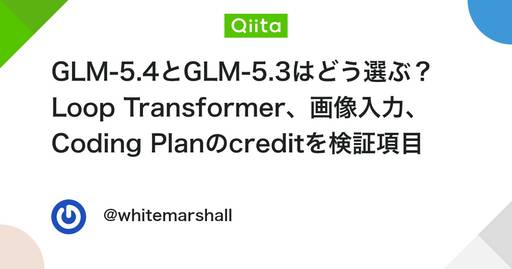 Qiita
GLM-5.4とGLM-5.3はどう選ぶ？
Loop Transformer、画像入力、
Coding Planのcreditを検証項目
@whitemarshall